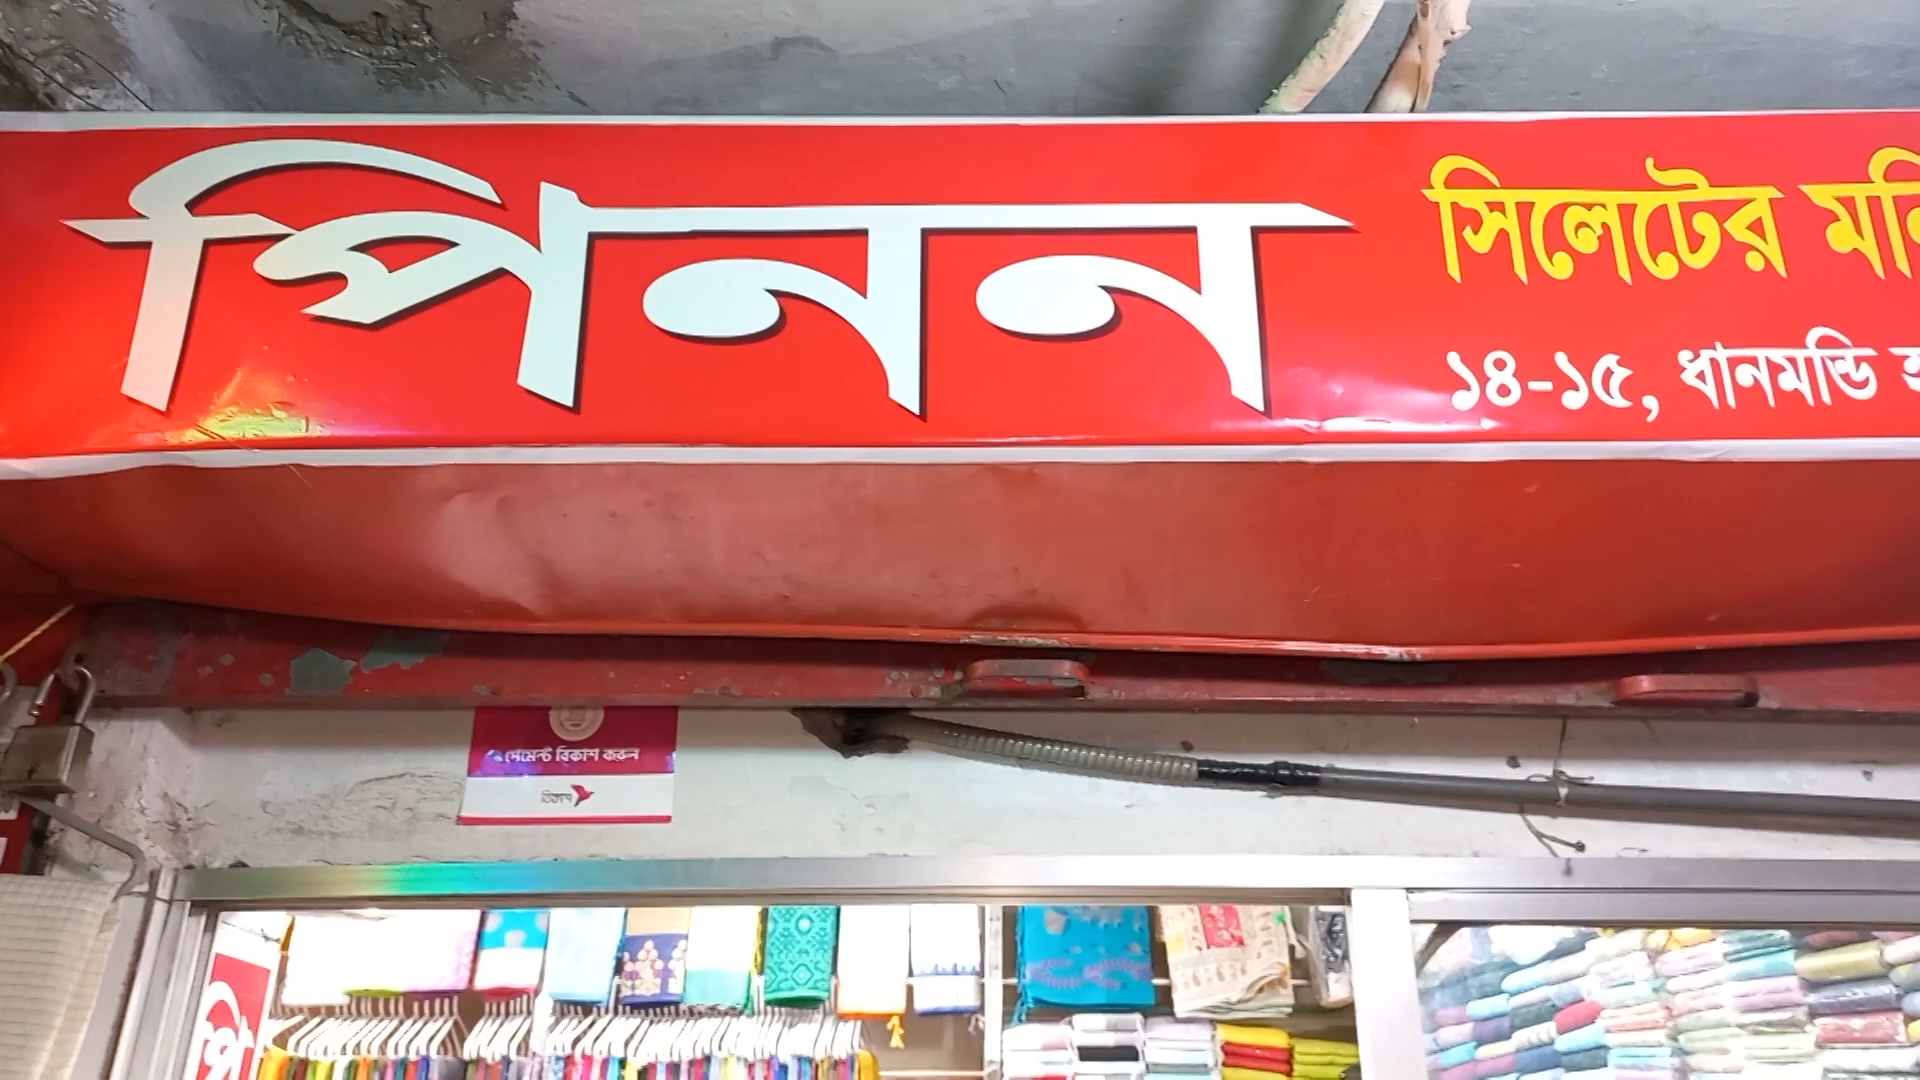 পিনন
সিলেটের
১৪-১৫, ধানমন্ডি
পেমেন্ট বিকাশ করুন
বিকাশ
পি